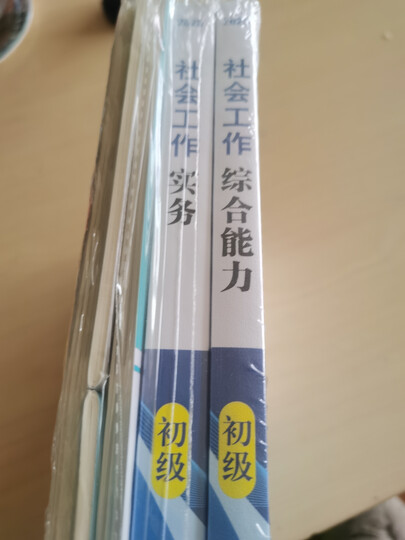 社会工作
实务
初级
社会工作
综合能力
初级